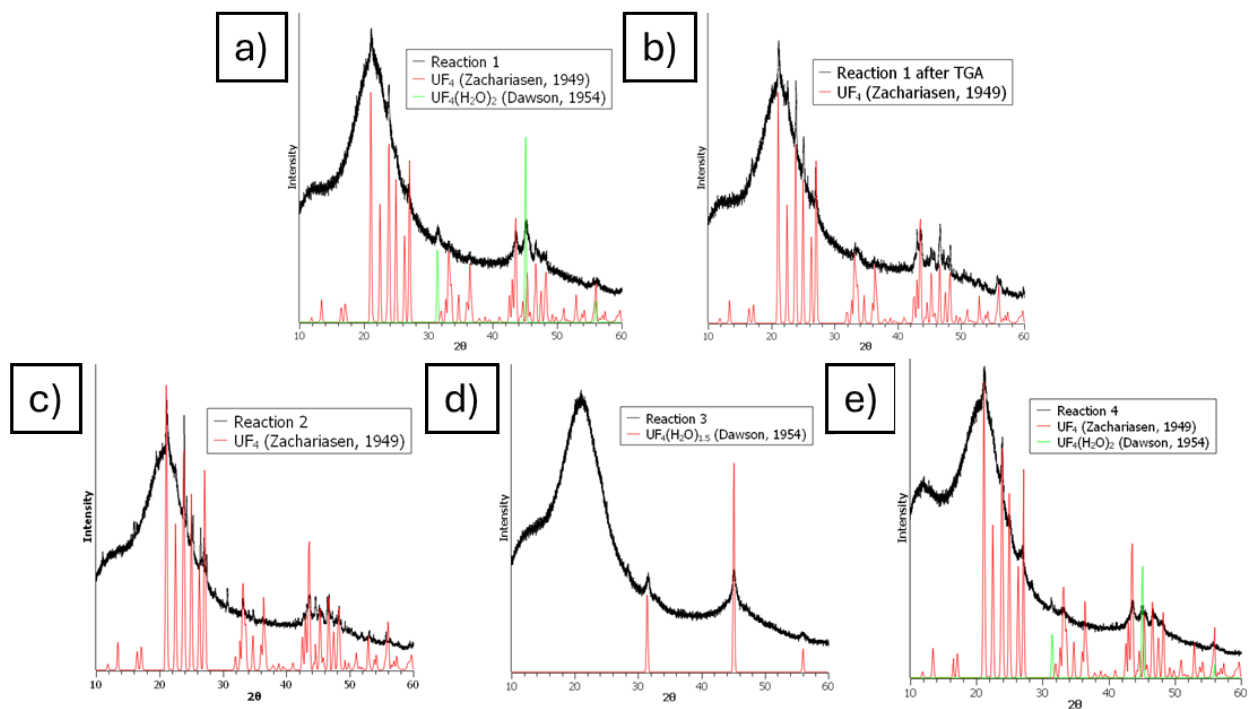 a)
Reaction 1
UF₄ (Zachariasen, 1949)
UF₄(H₂O)₂ (Dawson, 1954)
Intensity
10 20 30 40 50 60
2θ
b)
Reaction 1 after TGA
UF₄ (Zachariasen, 1949)
Intensity
10 20 30 40 50 60
2θ
c)
Reaction 2
UF₄ (Zachariasen, 1949)
Intensity
10 20 30 40 50 60
2θ
d)
Reaction 3
UF₄(H₂O)₁.₅ (Dawson, 1954)
Intensity
10 20 30 40 50 60
2θ
e)
Reaction 4
UF₄ (Zachariasen, 1949)
UF₄(H₂O)₂ (Dawson, 1954)
Intensity
10 20 30 40 50 60
2θ